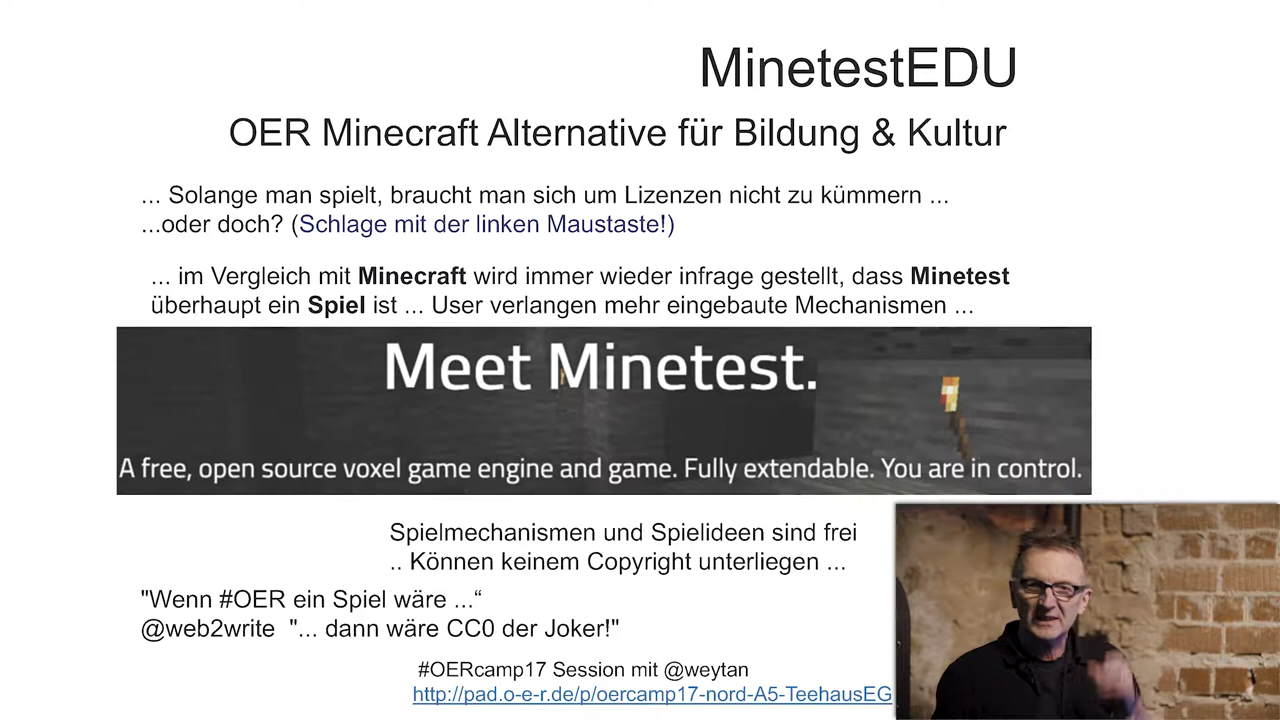 MinetestEDU
OER Minecraft Alternative für Bildung & Kultur
... Solange man spielt, braucht man sich um Lizenzen nicht zu kümmern ...
...oder doch? (Schlage mit der linken Maustaste!)
... im Vergleich mit Minecraft wird immer wieder infrage gestellt, dass Minetest
überhaupt ein Spiel ist ... User verlangen mehr eingebaute Mechanismen ...
Meet Minetest.
A free, open source voxel game engine and game. Fully extendable. You are in control.
Spielmechanismen und Spielideen sind frei
.. Können keinem Copyright unterliegen ...
"Wenn #OER ein Spiel wäre ...“
@web2write "... dann wäre CC0 der Joker!"
#OERcamp17 Session mit @weytan
http://pad.o-e-r.de/p/oercamp17-nord-A5-TeehausEG